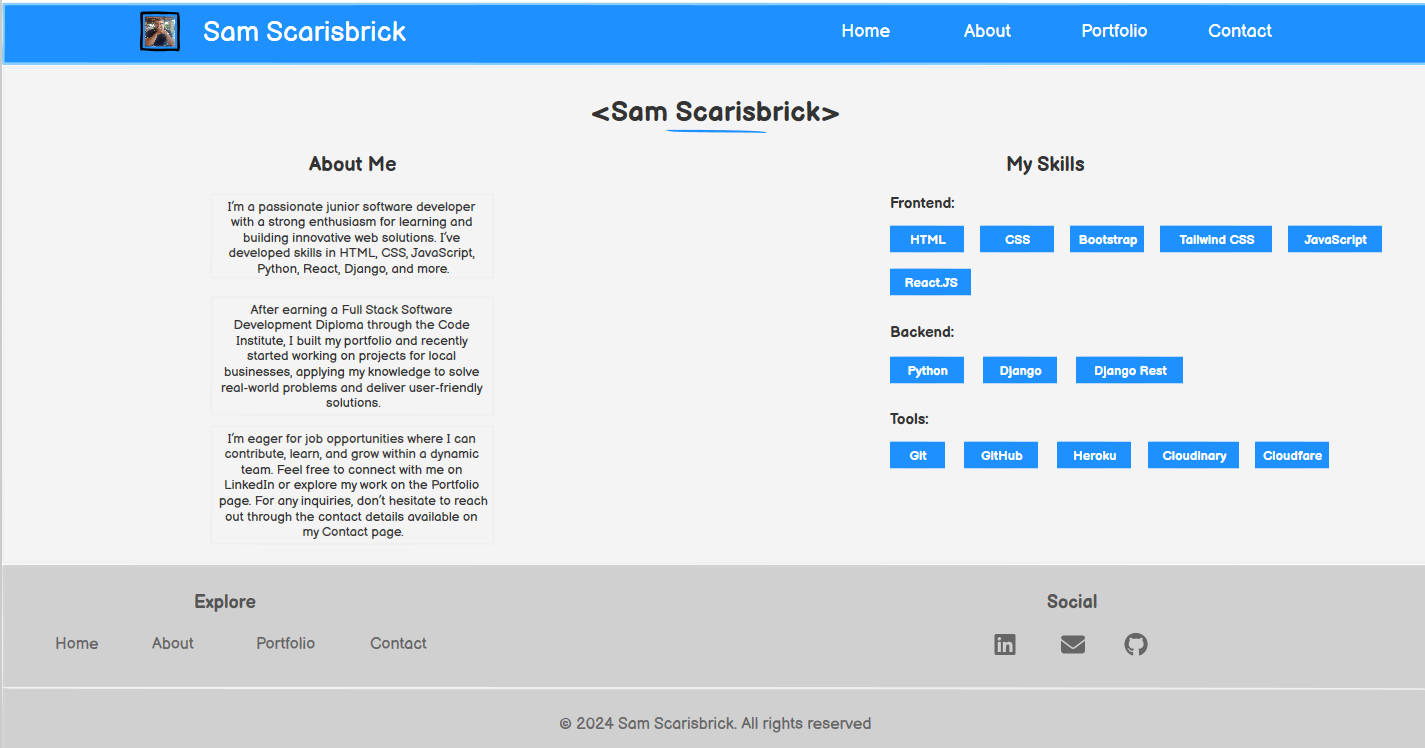 Sam Scarisbrick
Home About Portfolio Contact
<Sam Scarisbrick>
About Me
I'm a passionate junior software developer
with a strong enthusiasm for learning and
building innovative web solutions. I've
developed skills in HTML, CSS, JavaScript,
Python, React, Django, and more.
After earning a Full Stack Software
Development Diploma through the Code
Institute, I built my portfolio and recently
started working on projects for local
businesses, applying my knowledge to solve
real-world problems and deliver user-friendly
solutions.
I'm eager for job opportunities where I can
contribute, learn, and grow within a dynamic
team. Feel free to connect with me on
LinkedIn or explore my work on the Portfolio
page. For any inquiries, don't hesitate to reach
out through the contact details available on
my Contact page.
My Skills
Frontend:
HTML CSS Bootstrap Tailwind CSS JavaScript
React.JS
Backend:
Python Django Django Rest
Tools:
Git GitHub Heroku Cloudinary Cloudfare
Explore
Home About Portfolio Contact
Social
in
© 2024 Sam Scarisbrick. All rights reserved